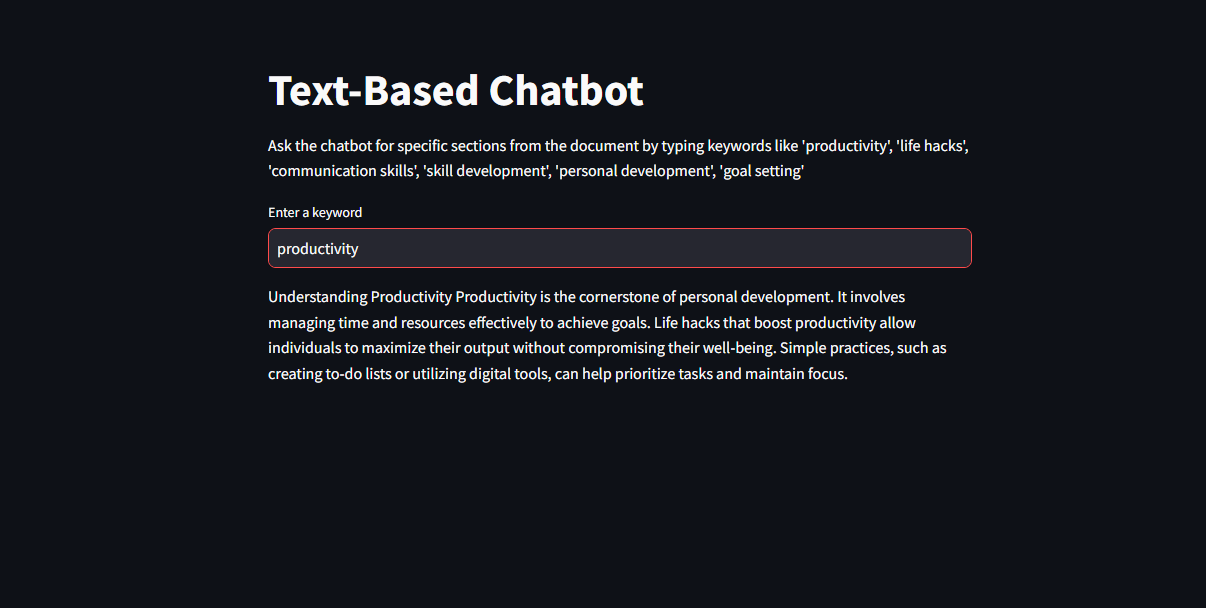 Text-Based Chatbot
Ask the chatbot for specific sections from the document by typing keywords like 'productivity', 'life hacks',
'communication skills', 'skill development', 'personal development', 'goal setting'
Enter a keyword
productivity
Understanding Productivity Productivity is the cornerstone of personal development. It involves
managing time and resources effectively to achieve goals. Life hacks that boost productivity allow
individuals to maximize their output without compromising their well-being. Simple practices, such as
creating to-do lists or utilizing digital tools, can help prioritize tasks and maintain focus.